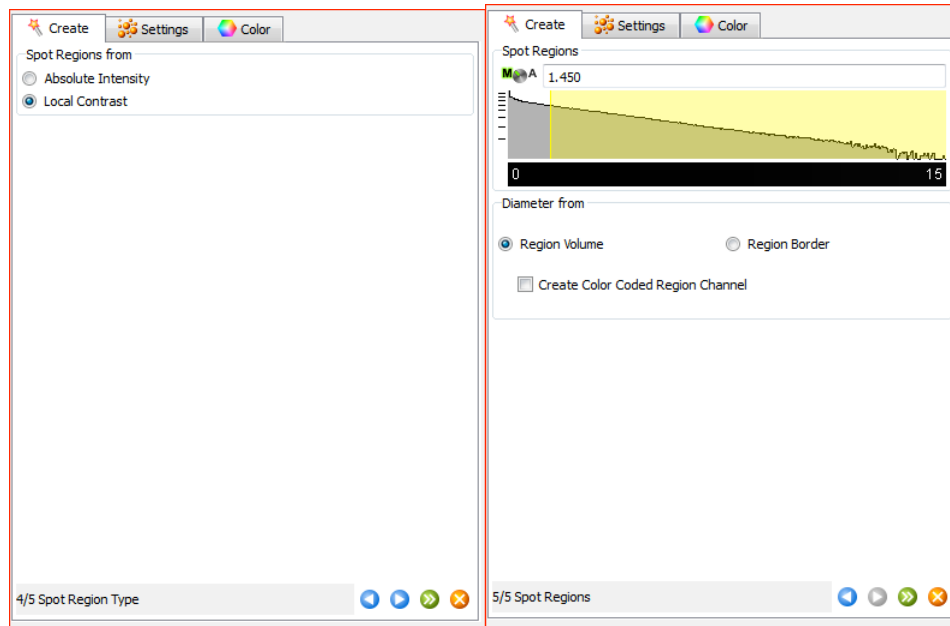 Create Settings Color
Spot Regions from
Absolute Intensity
Local Contrast
4/5 Spot Region Type
Create Settings Color
Spot Regions
M A 1.450
0 15
Diameter from
Region Volume Region Border
Create Color Coded Region Channel
5/5 Spot Regions